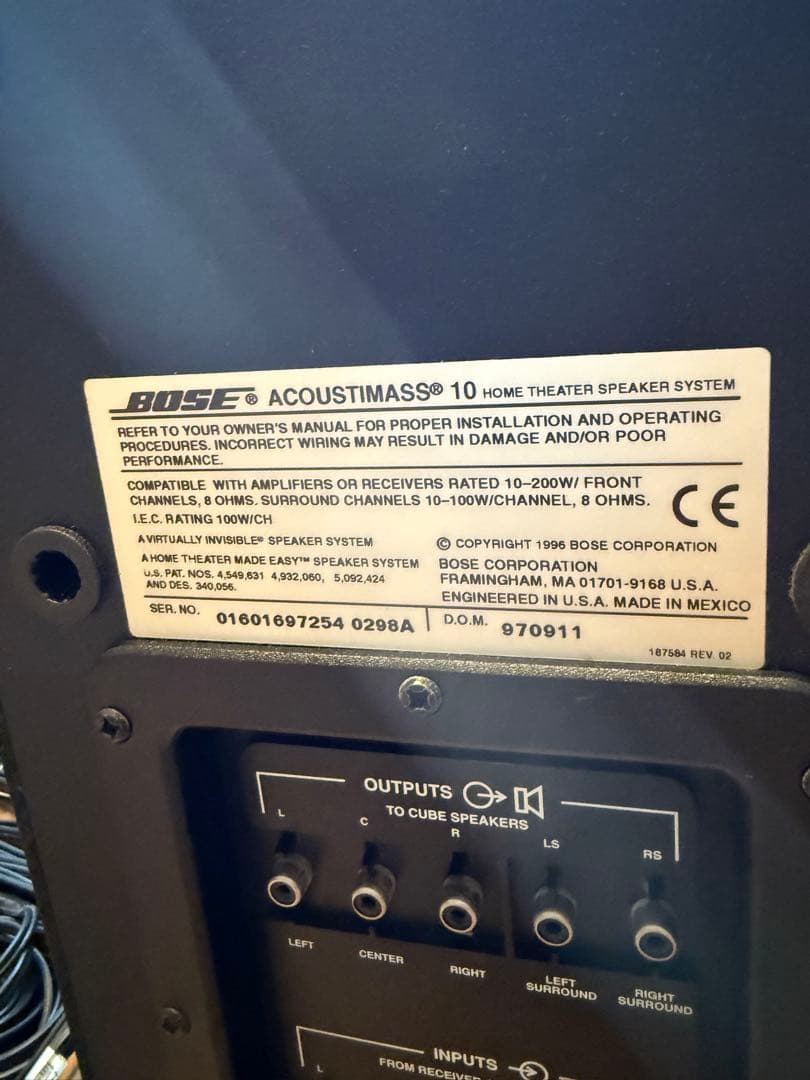 BOSE® ACOUSTIMASS® 10 HOME THEATER SPEAKER SYSTEM
REFER TO YOUR OWNER'S MANUAL FOR PROPER INSTALLATION AND OPERATING
PROCEDURES. INCORRECT WIRING MAY RESULT IN DAMAGE AND/OR POOR
PERFORMANCE.
COMPATIBLE WITH AMPLIFIERS OR RECEIVERS RATED 10-200W/ FRONT
CHANNELS, 8 OHMS. SURROUND CHANNELS 10-100W/CHANNEL, 8 OHMS.
I.E.C. RATING 100W/CH
CE
A VIRTUALLY INVISIBLE® SPEAKER SYSTEM
A HOME THEATER MADE EASY™ SPEAKER SYSTEM
U.S. PAT. NOS. 4,549,631 4,932,060, 5,092,424
AND DES. 340,056.
© COPYRIGHT 1996 BOSE CORPORATION
BOSE CORPORATION
FRAMINGHAM, MA 01701-9168 U.S.A.
ENGINEERED IN U.S.A. MADE IN MEXICO
SER. NO. 01601697254 0298A
D.O.M. 970911
187584 REV. 02
OUTPUTS
TO CUBE SPEAKERS
L C R LS RS
LEFT CENTER RIGHT LEFT SURROUND RIGHT SURROUND
INPUTS
L FROM RECEIVER